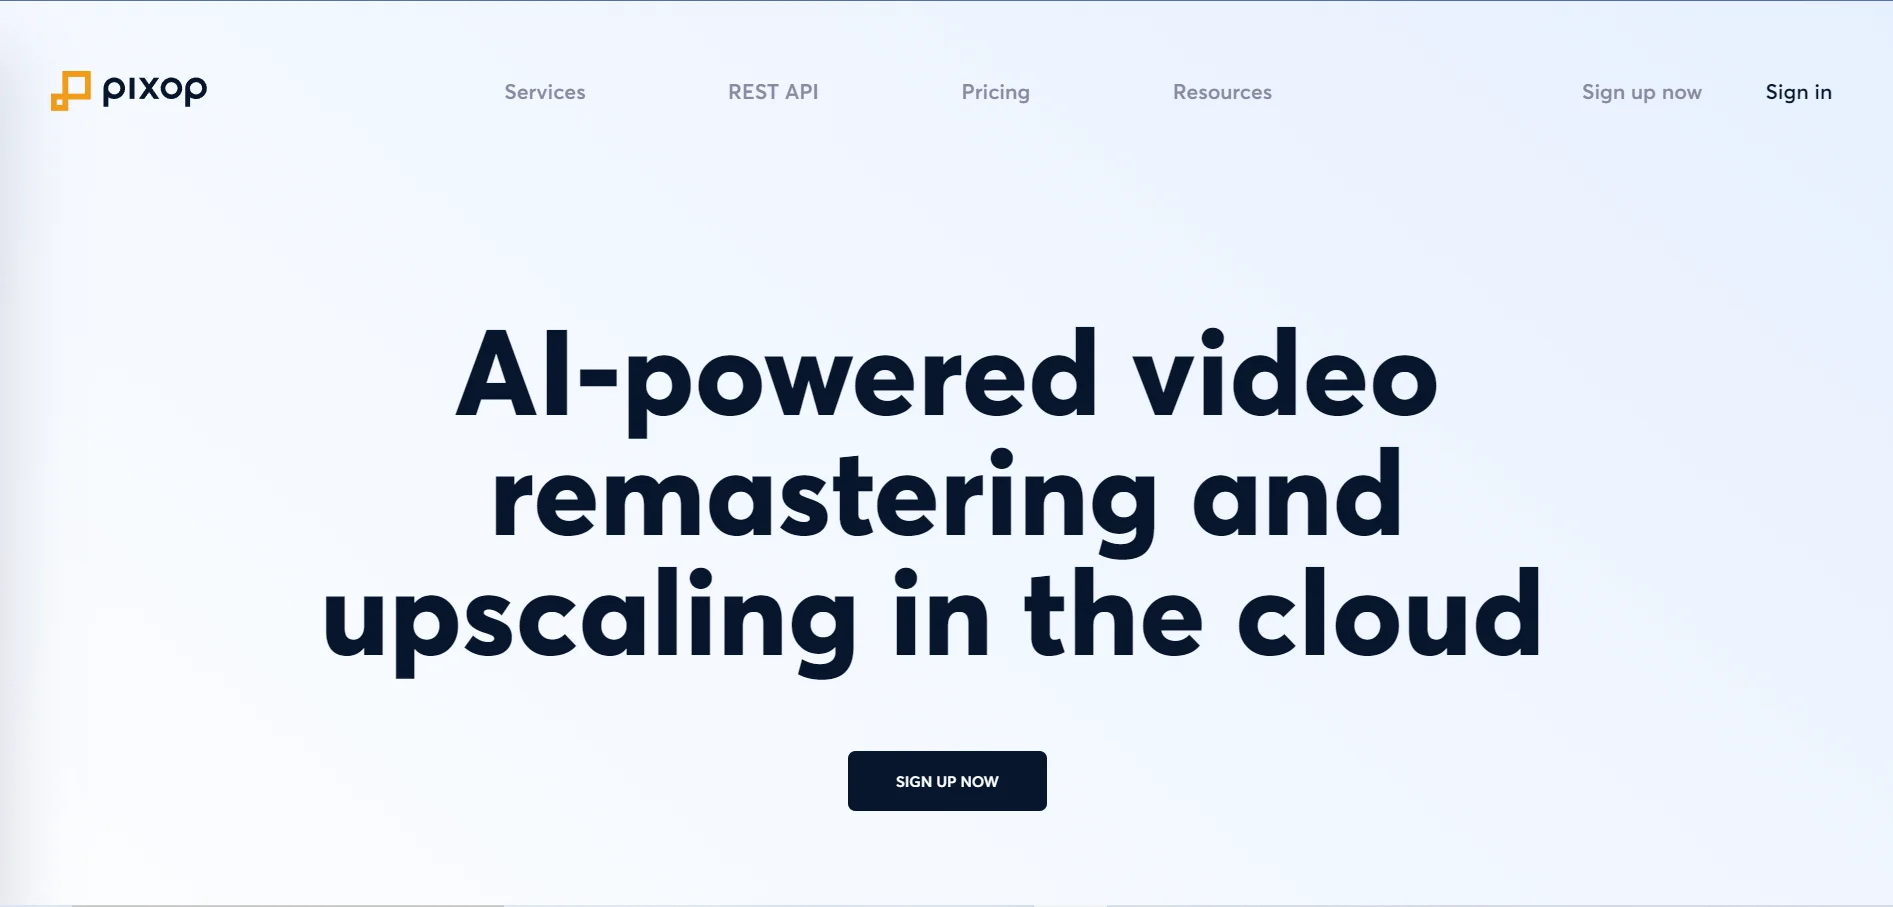 pixop
Services
REST API
Pricing
Resources
Sign up now
Sign in
AI-powered video
remastering and
upscaling in the cloud
SIGN UP NOW